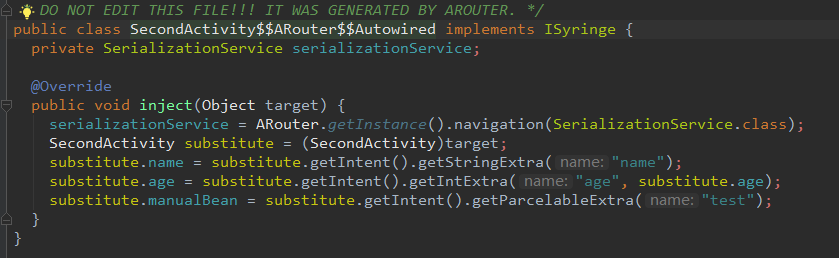 DO NOT EDIT THIS FILE!!! IT WAS GENERATED BY AROUTER. */
public class SecondActivity$$ARouter$$Autowired implements ISyringe {
private SerializationService serializationService;
@Override
public void inject(Object target) {
serializationService = ARouter.getInstance().navigation(SerializationService.class);
SecondActivity substitute = (SecondActivity)target;
substitute.name = substitute.getIntent().getStringExtra( name: "name");
substitute.age = substitute.getIntent().getIntExtra( name: "age", substitute.age);
substitute.manualBean = substitute.getIntent().getParcelableExtra( name: "test");
}
}